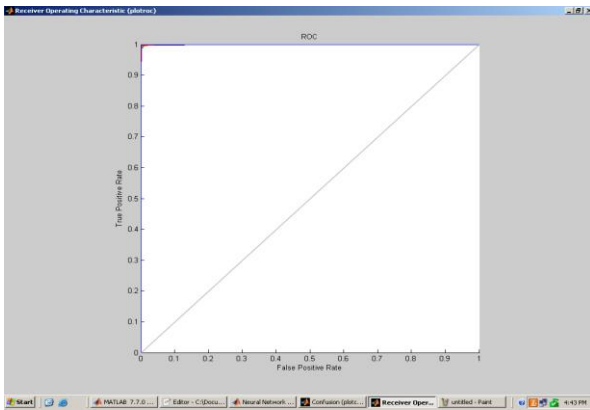 Receiver Operating Characteristic (plotroc)
ROC
1
0.9
0.8
0.7
0.6
0.5
0.4
0.3
0.2
0.1
0
True Positive Rate
0 0.1 0.2 0.3 0.4 0.5 0.6 0.7 0.8 0.9 1
False Positive Rate
Start MATLAB 7.7.0 ... Editor - C:\Docu... Neural Network ... Confusion (plotc... Receiver Oper... untitled - Paint 4:43 PM